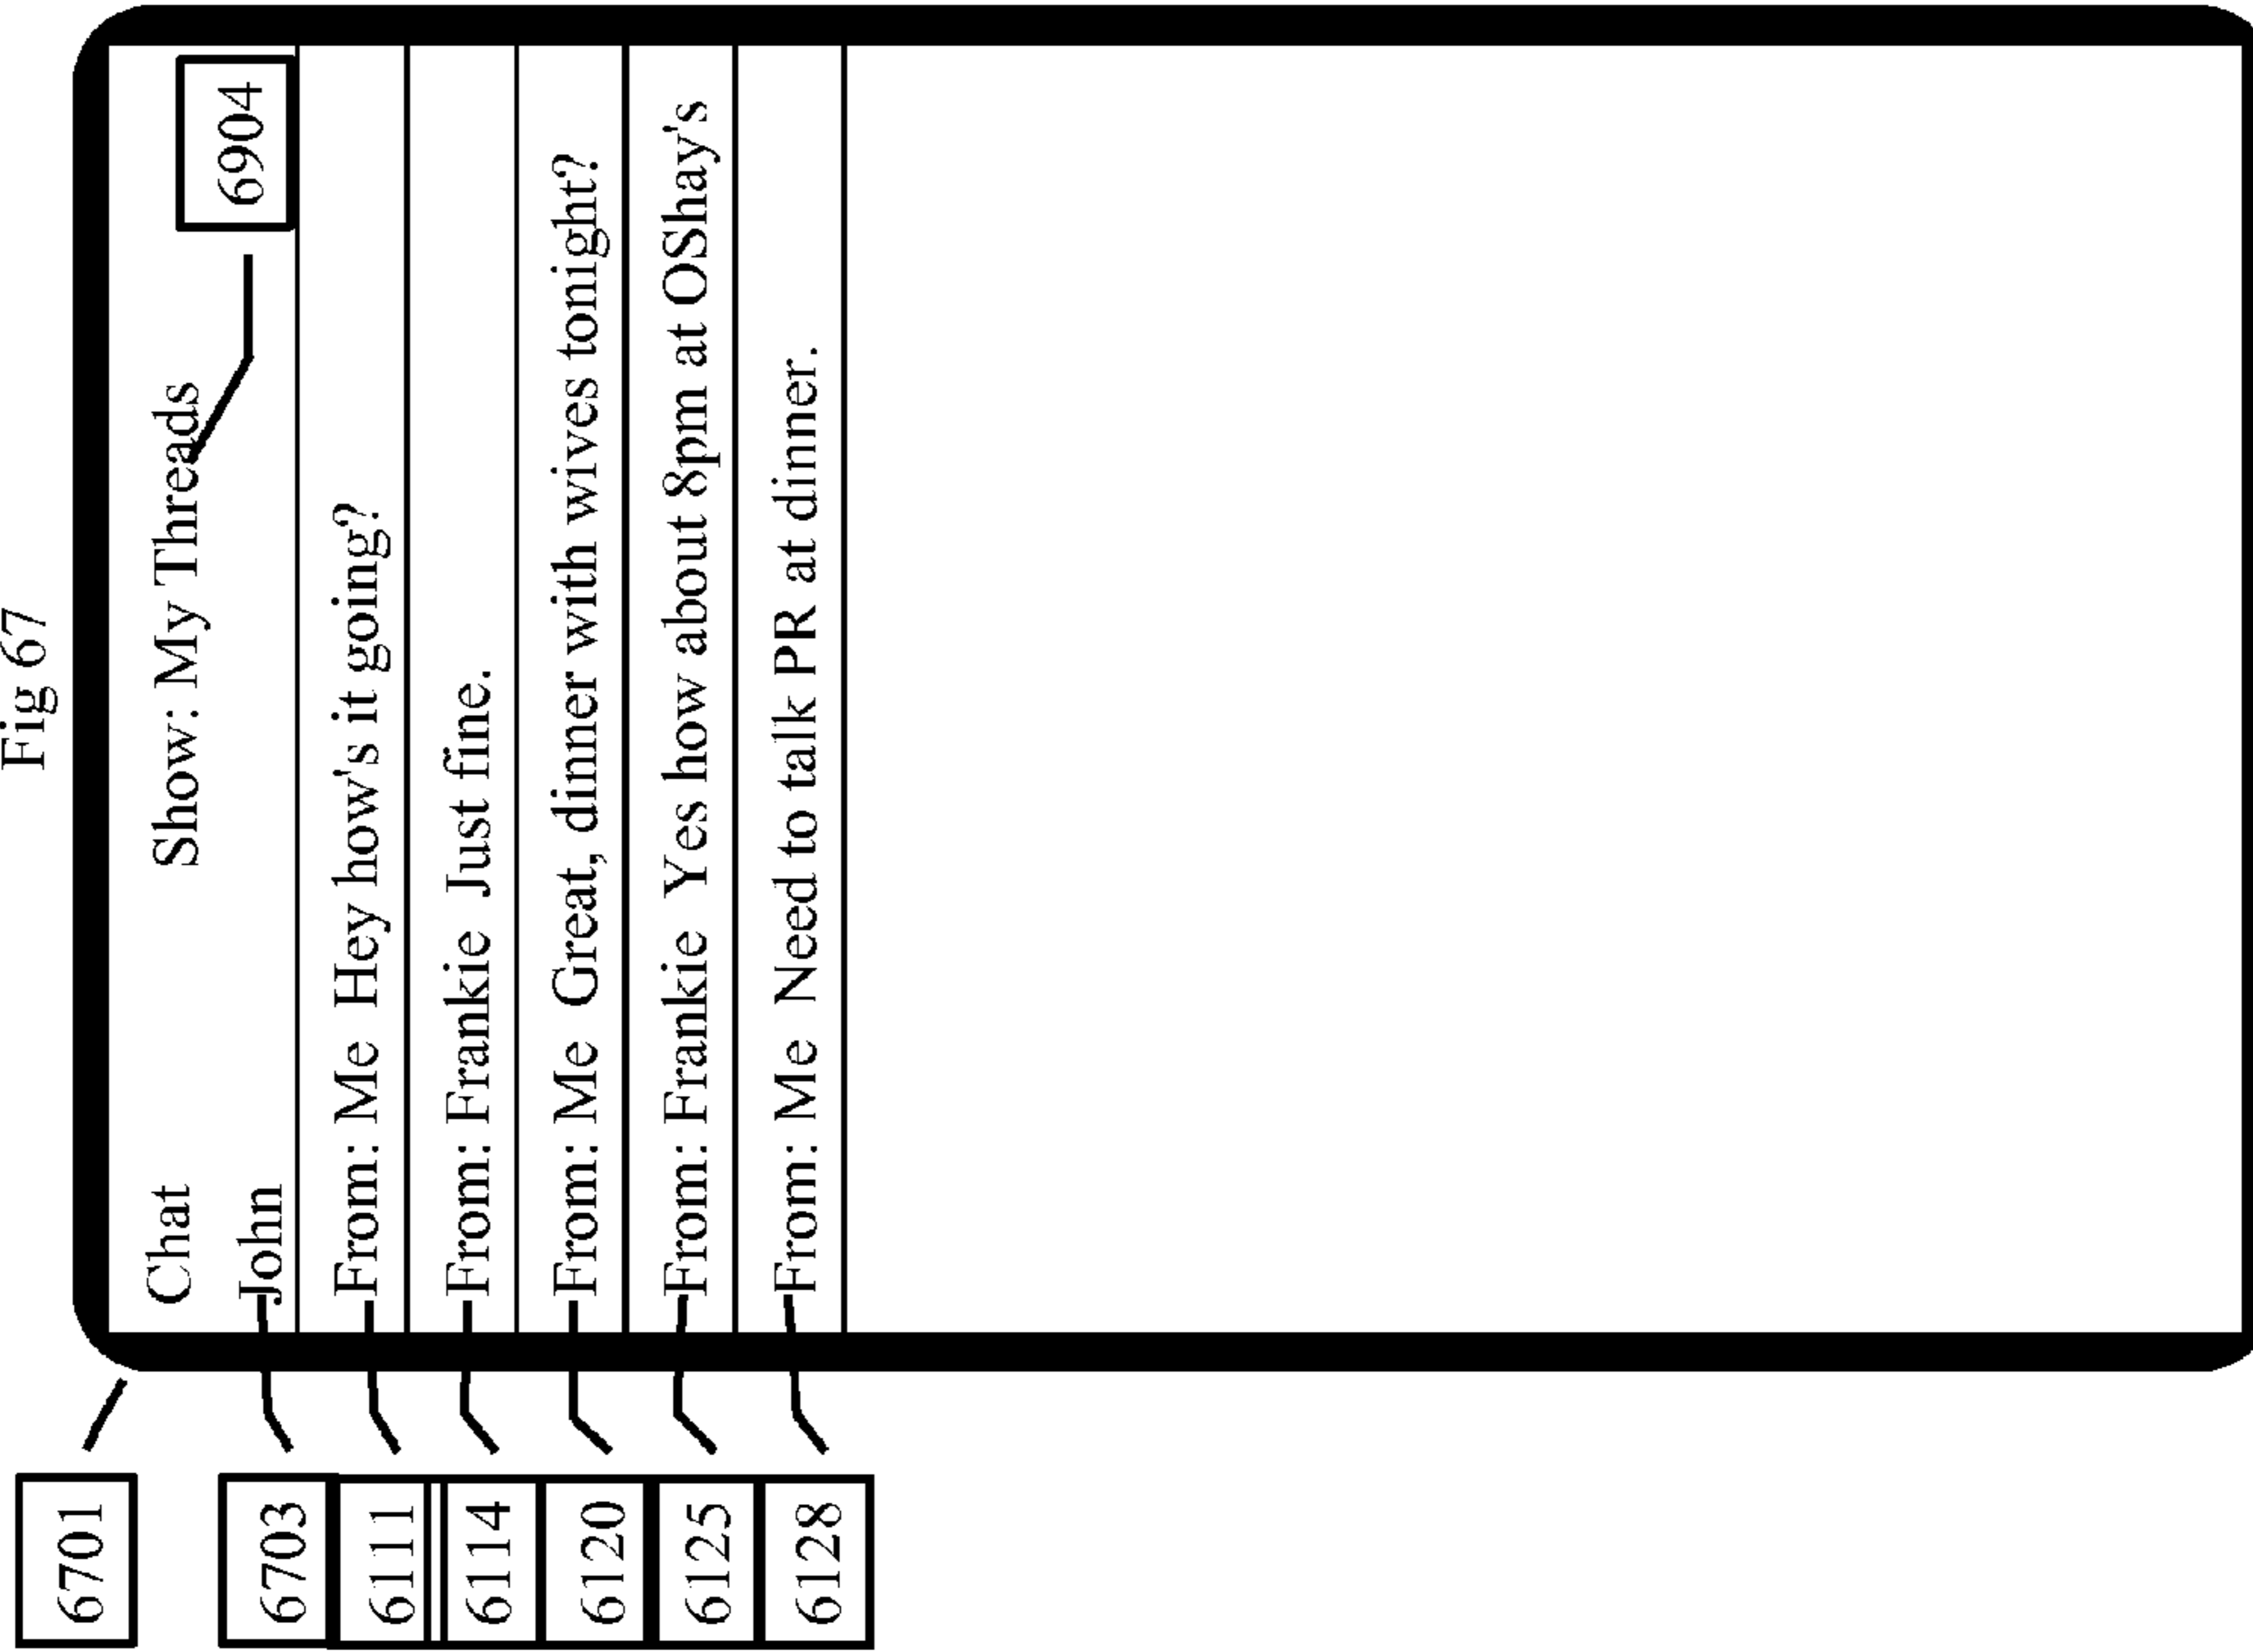 Fig 67
6701
Chat Show: My Threads
6703 John 6904
6111 From: Me Hey how's it going?
6114 From: Frankie Just fine.
6120 From: Me Great, dinner with wives tonight?
6125 From: Frankie Yes how about 8pm at OShay's
6128 From: Me Need to talk PR at dinner.